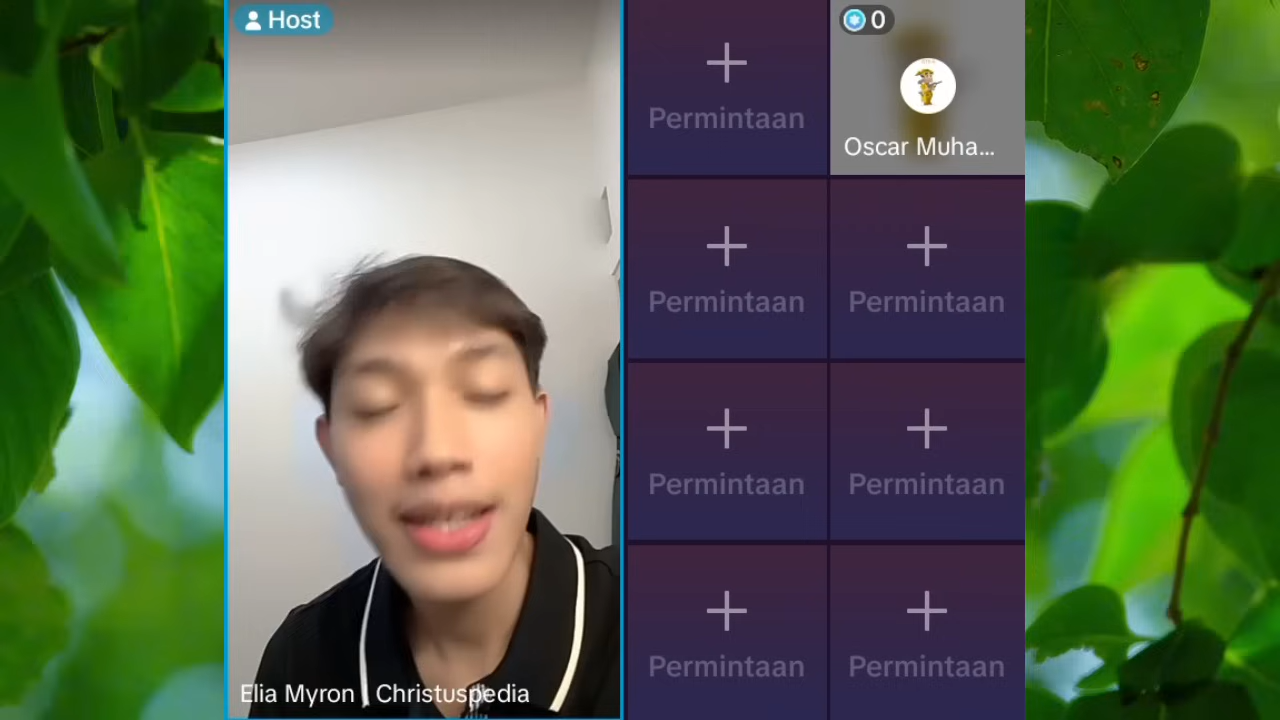 Host
Elia Myron | Christuspedia
Permintaan
0
Oscar Muha...
Permintaan
Permintaan
Permintaan
Permintaan
Permintaan
Permintaan